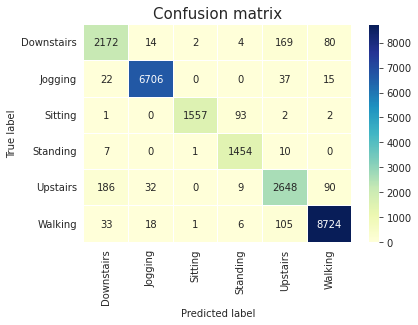 Confusion matrix
Downstairs 2172 14 2 4 169 80
Jogging 22 6706 0 0 37 15
Sitting 1 0 1557 93 2 2
Standing 7 0 1 1454 10 0
Upstairs 186 32 0 9 2648 90
Walking 33 18 1 6 105 8724
True label
Downstairs Jogging Sitting Standing Upstairs Walking
Predicted label
8000
7000
6000
5000
4000
3000
2000
1000
0